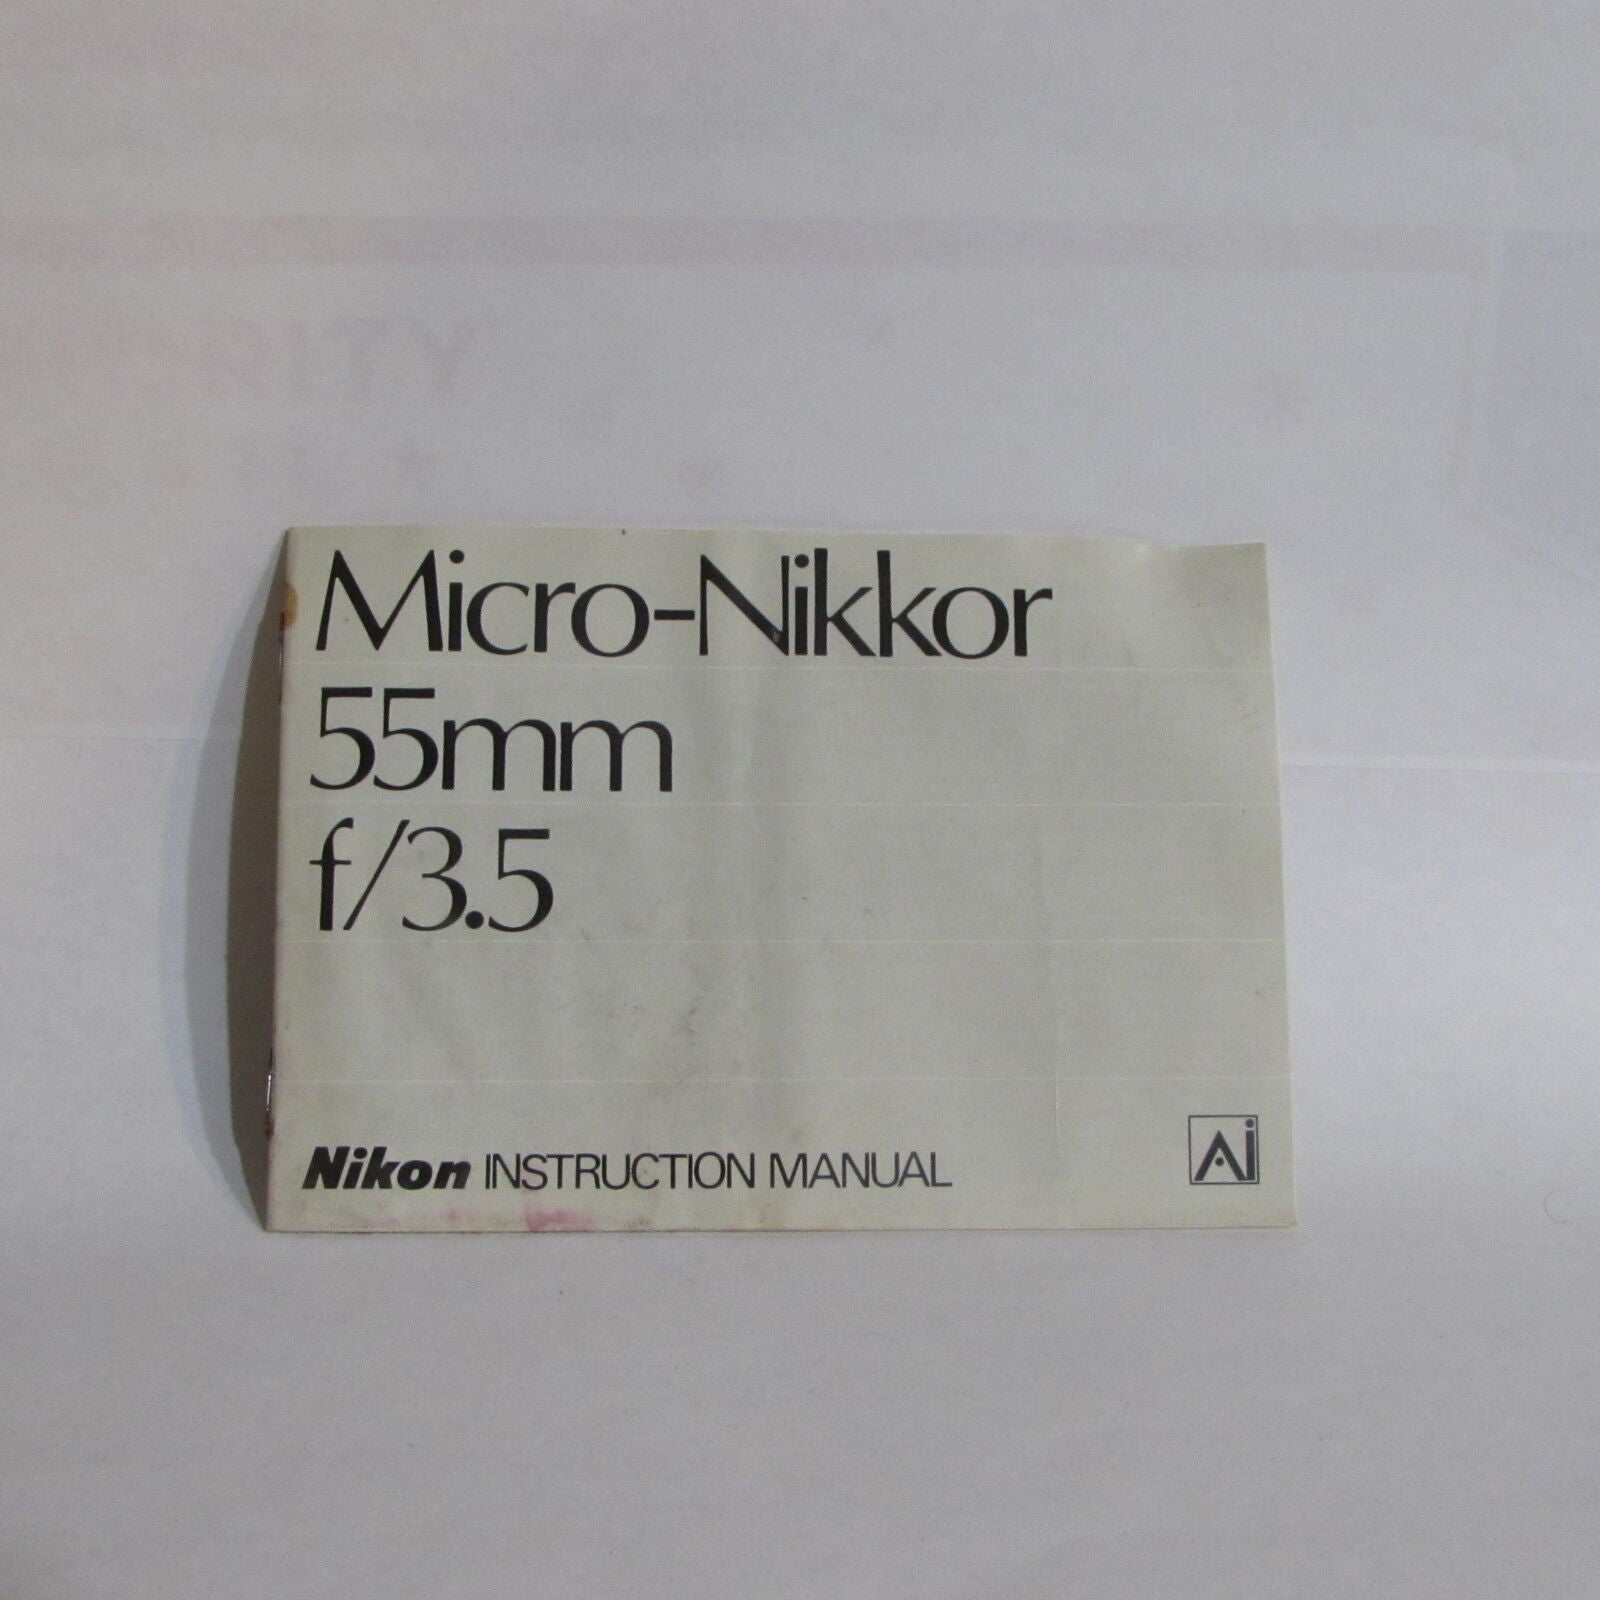 Micro-Nikkor
55mm
f/3.5
Nikon INSTRUCTION MANUAL
Ai